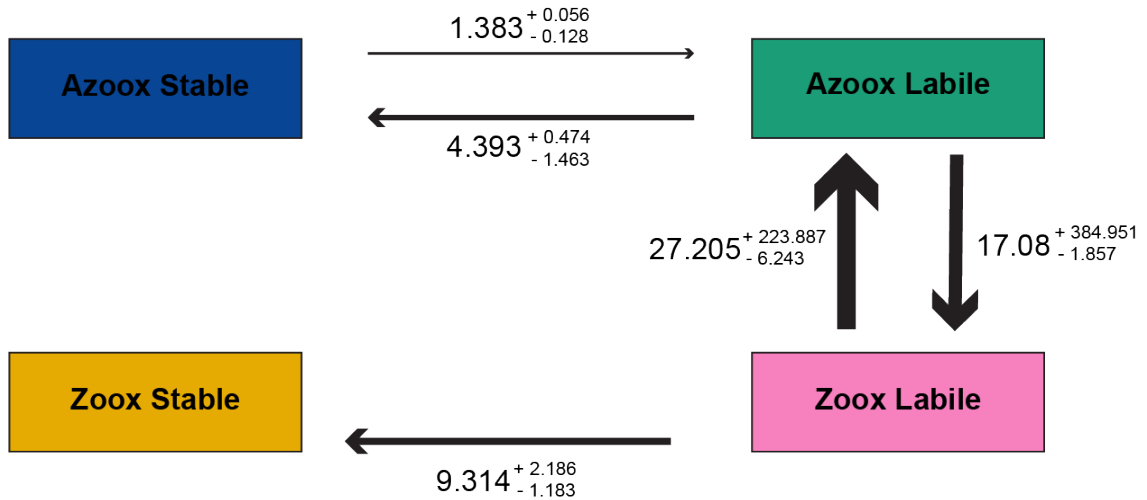 1.383 + 0.056 - 0.128
Azoox Stable
Azoox Labile
4.393 + 0.474 - 1.463
27.205 + 223.887 - 6.243
17.08 + 384.951 - 1.857
Zoox Stable
Zoox Labile
9.314 + 2.186 - 1.183